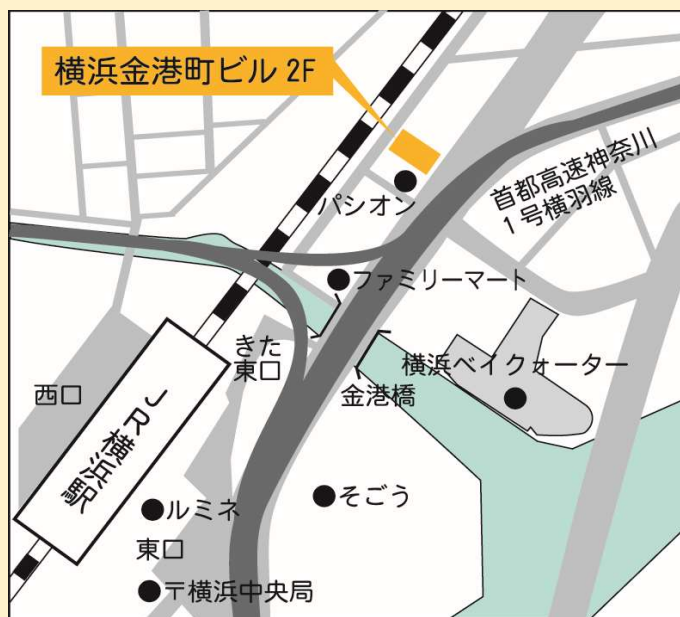 横浜金港町ビル 2F
パシオン
首都高速神奈川
1号横羽線
ファミリーマート
きた
東口
横浜ベイクォーター
金港橋
西口
JR横浜駅
そごう
ルミネ
東口
〒横浜中央局